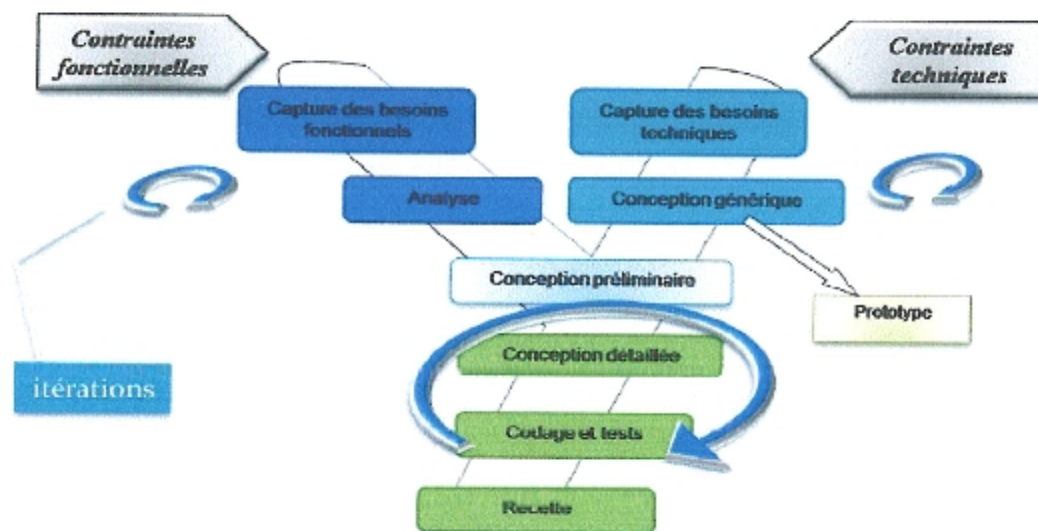 Contraintes
fonctionnelles
Contraintes
techniques
Capture des besoins
fonctionnels
Capture des besoins
techniques
Analyse
Conception générique
Conception préliminaire
Prototype
Conception détaillée
itérations
Codage et tests
Recette